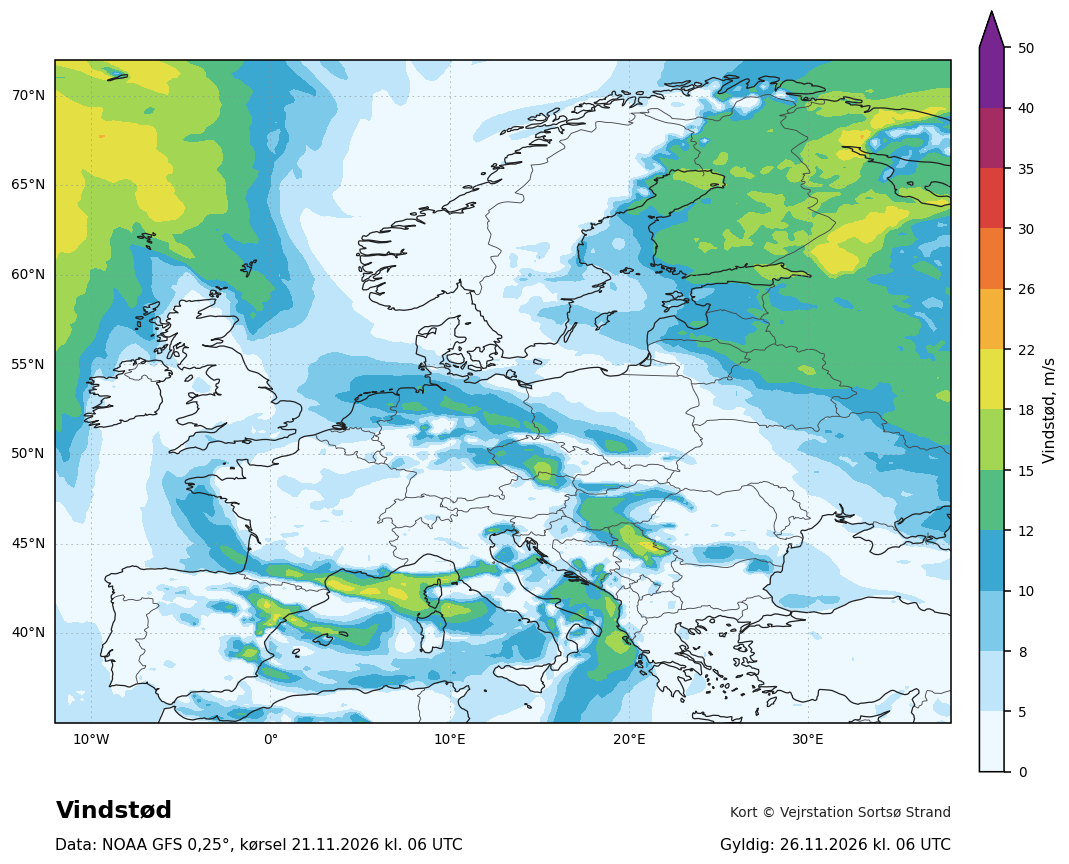 50
40
35
30
26
22
18
15
12
10
8
5
0
Vindstød, m/s
70°N
65°N
60°N
55°N
50°N
45°N
40°N
10°W
0°
10°E
20°E
30°E
Vindstød
Kort © Vejrstation Sortsø Strand
Data: NOAA GFS 0,25°, kørsel 21.11.2026 kl. 06 UTC
Gyldig: 26.11.2026 kl. 06 UTC